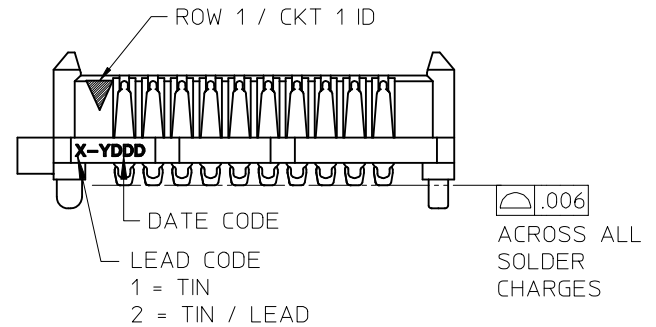 ROW 1 / CKT 1 ID
X-YDDD
DATE CODE
LEAD CODE
1 = TIN
2 = TIN / LEAD
.006
ACROSS ALL
SOLDER
CHARGES